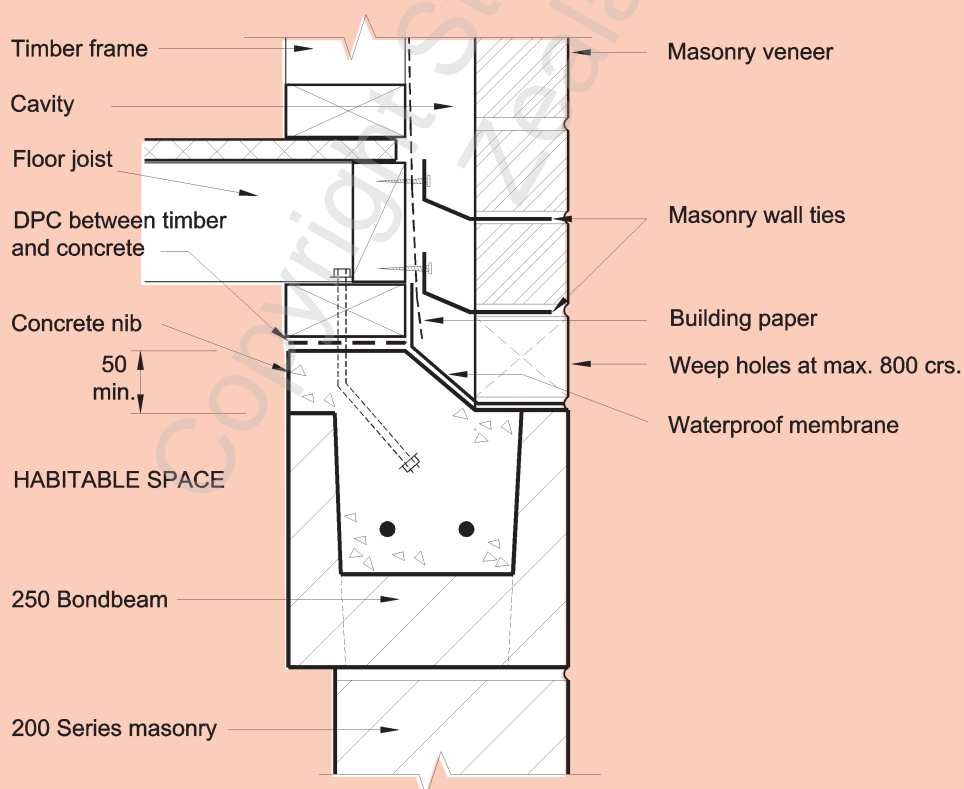 Timber frame
Masonry veneer
Cavity
Floor joist
DPC between timber
and concrete
Masonry wall ties
Concrete nib
Building paper
50
min.
Weep holes at max. 800 crs.
Waterproof membrane
HABITABLE SPACE
250 Bondbeam
200 Series masonry
Copyright